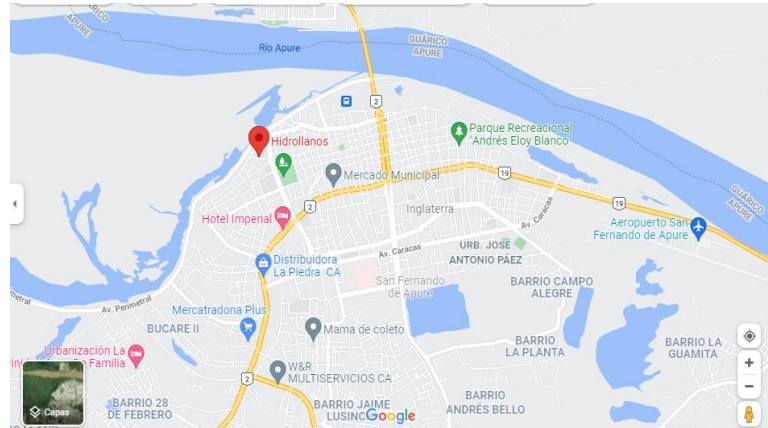 GUÁRICO
APURE
Río Apure
2
Parque Recreacional
"Andrés Eloy Blanco
Hidrollanos
Mercado Municipal
19
GUÁRICO
APURE
2
Inglaterra
19
Hotel Imperial
Av. Caracas
Aeropuerto San
Fernando de Apure
Av. Caracas
URB. JOSÉ
ANTONIO PÁEZ
Distribuidora
La Piedra. CA
San Fernando
de Apure
BARRIO CAMPO
ALEGRE
metral
Av. Perimetral
Mercatradona Plus
BUCARE II
Mama de coleto
BARRIO
LA PLANTA
BARRIO LA
GUAMITA
Urbanización La
Familia
W&R
MULTISERVICIOS CA
2
Capas
BARRIO 28
DE FEBRERO
BARRIO JAIME
LUSINC
Google
BARRIO
ANDRÉS BELLO